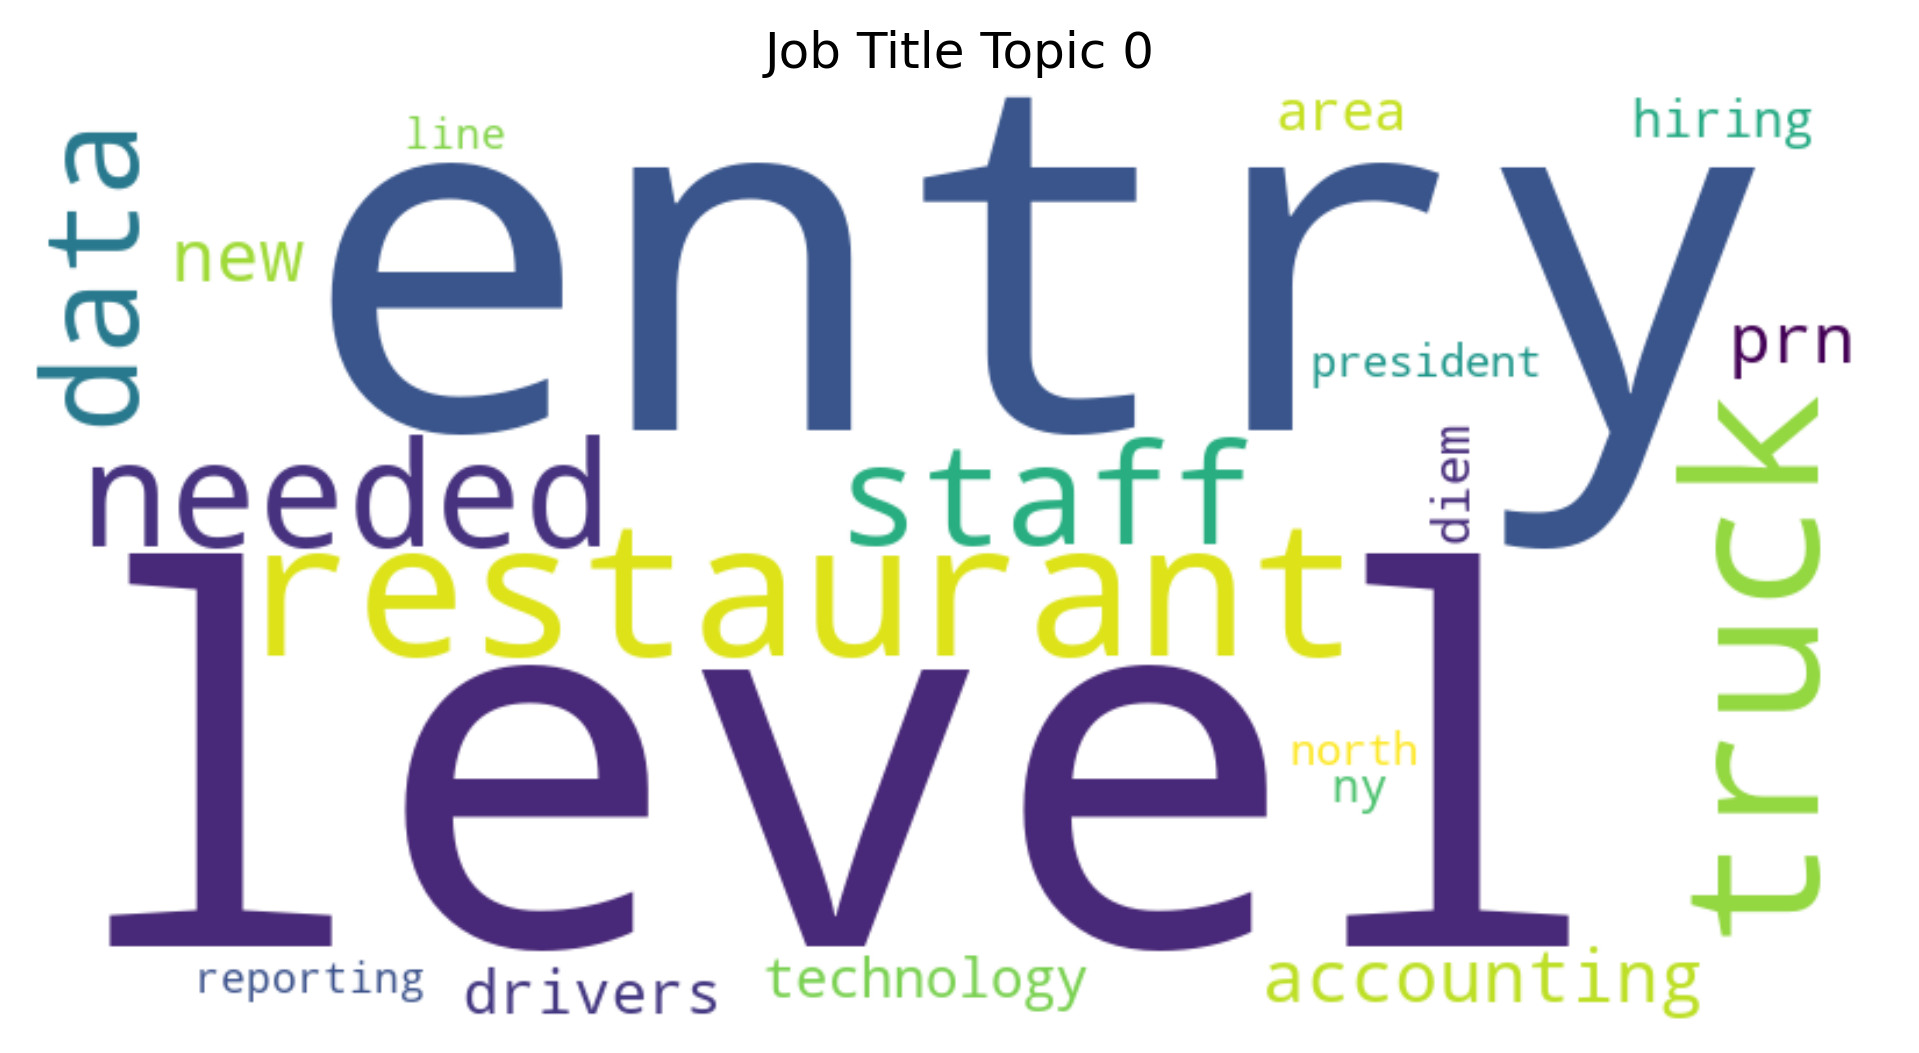 Job Title Topic 0
line
area
hiring
data
new
entry
president
prn
needed
staff
diem
truck
restaurant
level
north
ny
reporting
drivers
technology
accounting